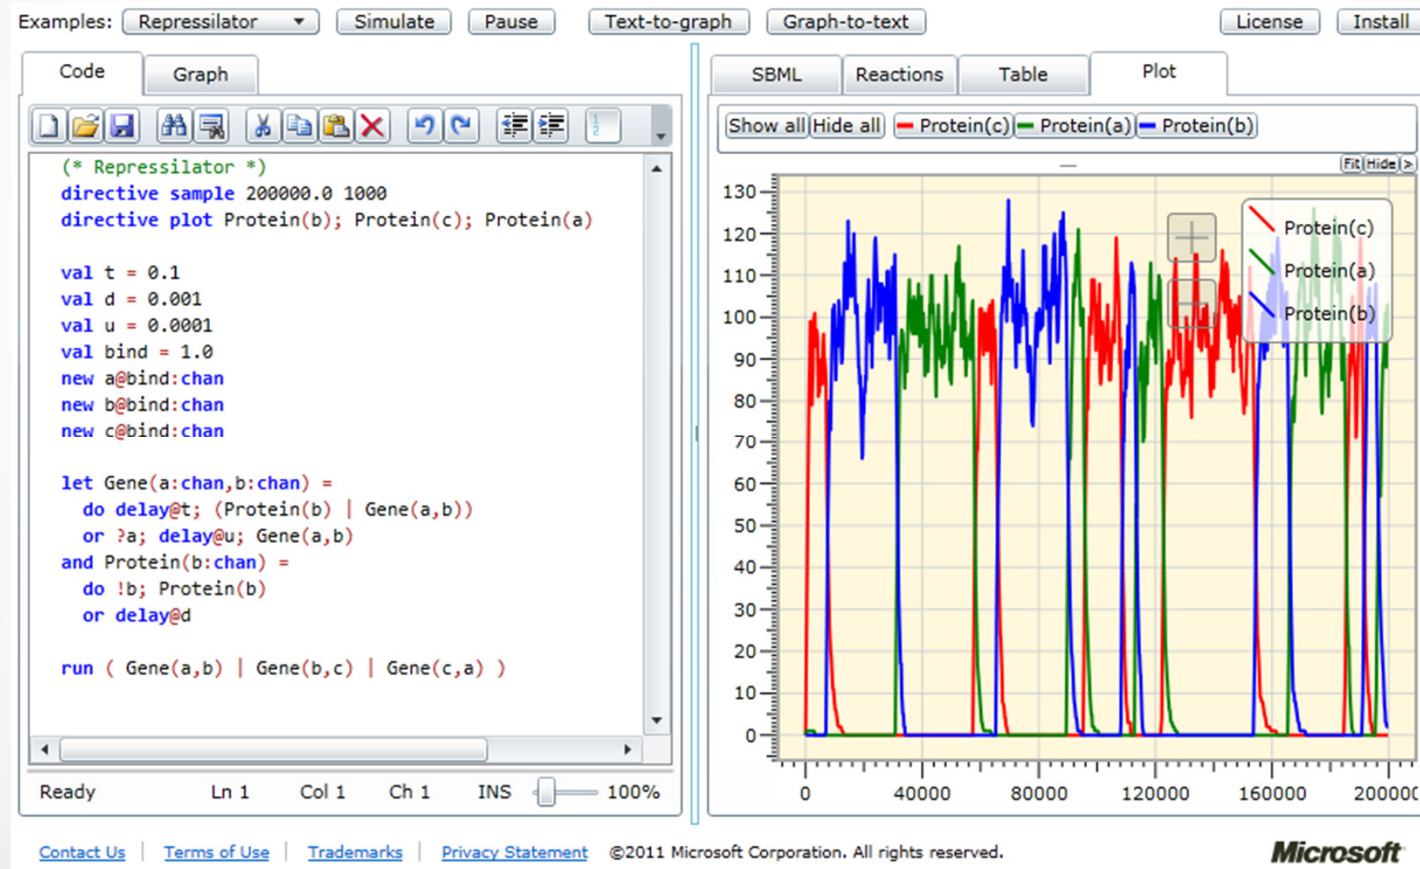 Examples: Repressilator Simulate Pause Text-to-graph Graph-to-text License Install
Code Graph
(* Repressilator *)
directive sample 200000.0 1000
directive plot Protein(b); Protein(c); Protein(a)
val t = 0.1
val d = 0.001
val u = 0.0001
val bind = 1.0
new a@bind:chan
new b@bind:chan
new c@bind:chan
let Gene(a:chan,b:chan) =
do delay@t; (Protein(b) | Gene(a,b))
or ?a; delay@u; Gene(a,b)
and Protein(b:chan) =
do !b; Protein(b)
or delay@d
run ( Gene(a,b) | Gene(b,c) | Gene(c,a) )
Ready Ln 1 Col 1 Ch 1 INS 100%
SBML Reactions Table Plot
Show all Hide all Protein(c) Protein(a) Protein(b)
Fit Hide >
130
120
110
100
90
80
70
60
50
40
30
20
10
0
Protein(c)
Protein(a)
Protein(b)
0 40000 80000 120000 160000 200000
Contact Us | Terms of Use | Trademarks | Privacy Statement ©2011 Microsoft Corporation. All rights reserved.
Microsoft